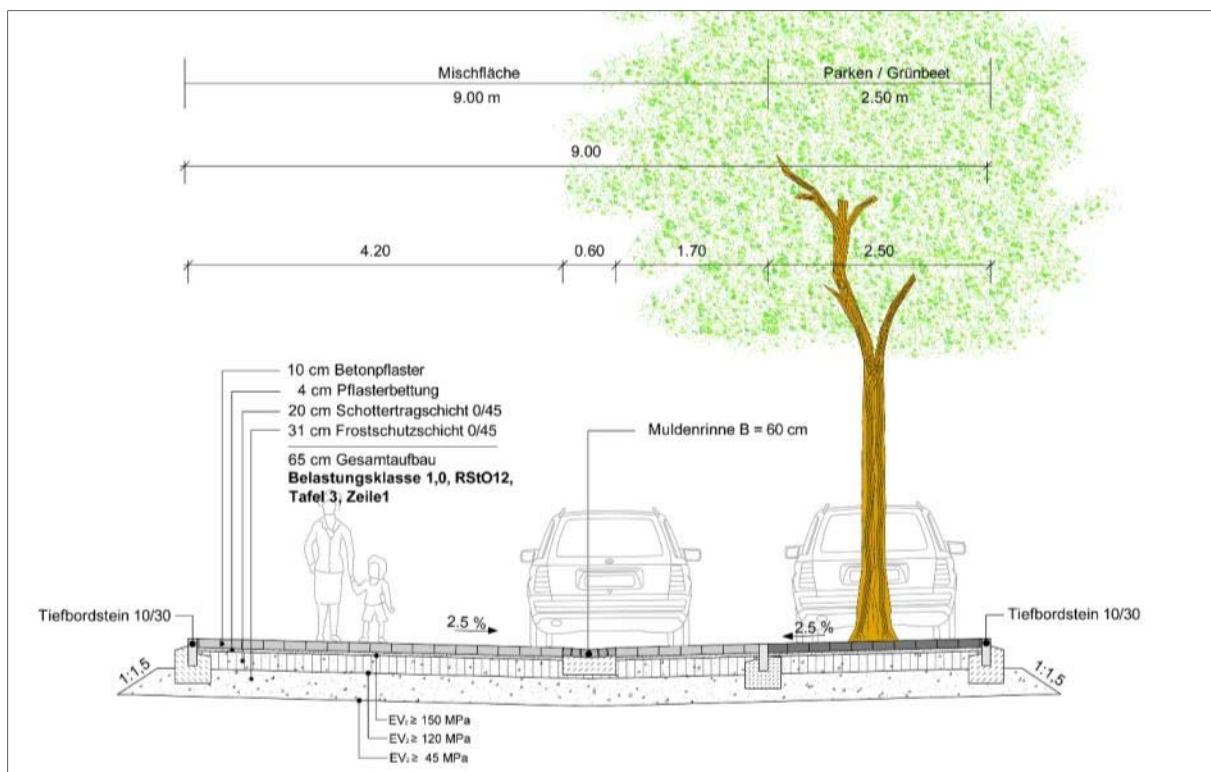 Mischfläche
Parken / Grünbeet
9.00 m
2.50 m
9.00
4.20
0.60
1.70
2.50
10 cm Betonpflaster
4 cm Pflasterbettung
20 cm Schottertragschicht 0/45
31 cm Frostschutzschicht 0/45
65 cm Gesamtaufbau
Belastungsklasse 1,0, RStO12,
Tafel 3, Zeile1
Muldenrinne B = 60 cm
Tiefbordstein 10/30
2.5 %
2.5 %
Tiefbordstein 10/30
1:1,5
1:1,5
EV₂ ≥ 150 MPa
EV₂ ≥ 120 MPa
EV₂ ≥ 45 MPa